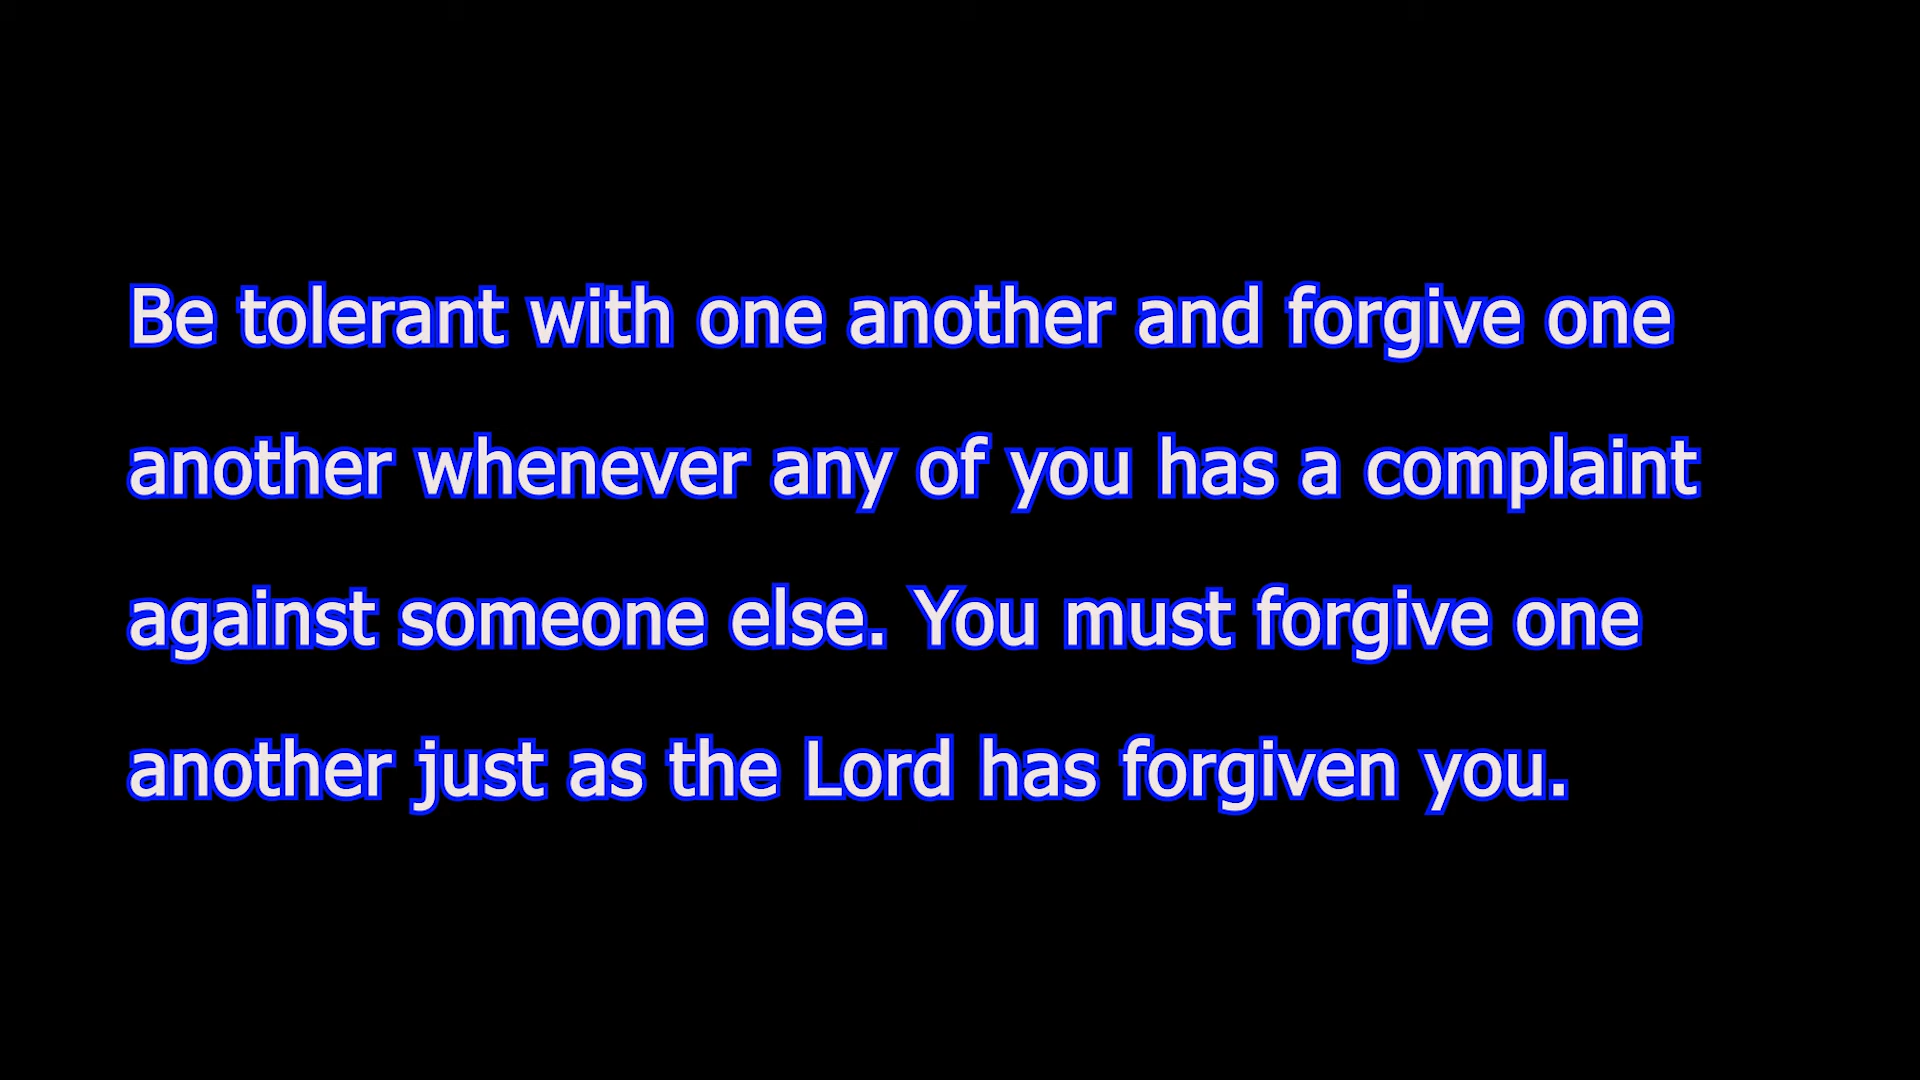 Be tolerant with one another and forgive one
another whenever any of you has a complaint
against someone else. You must forgive one
another just as the Lord has forgiven you.